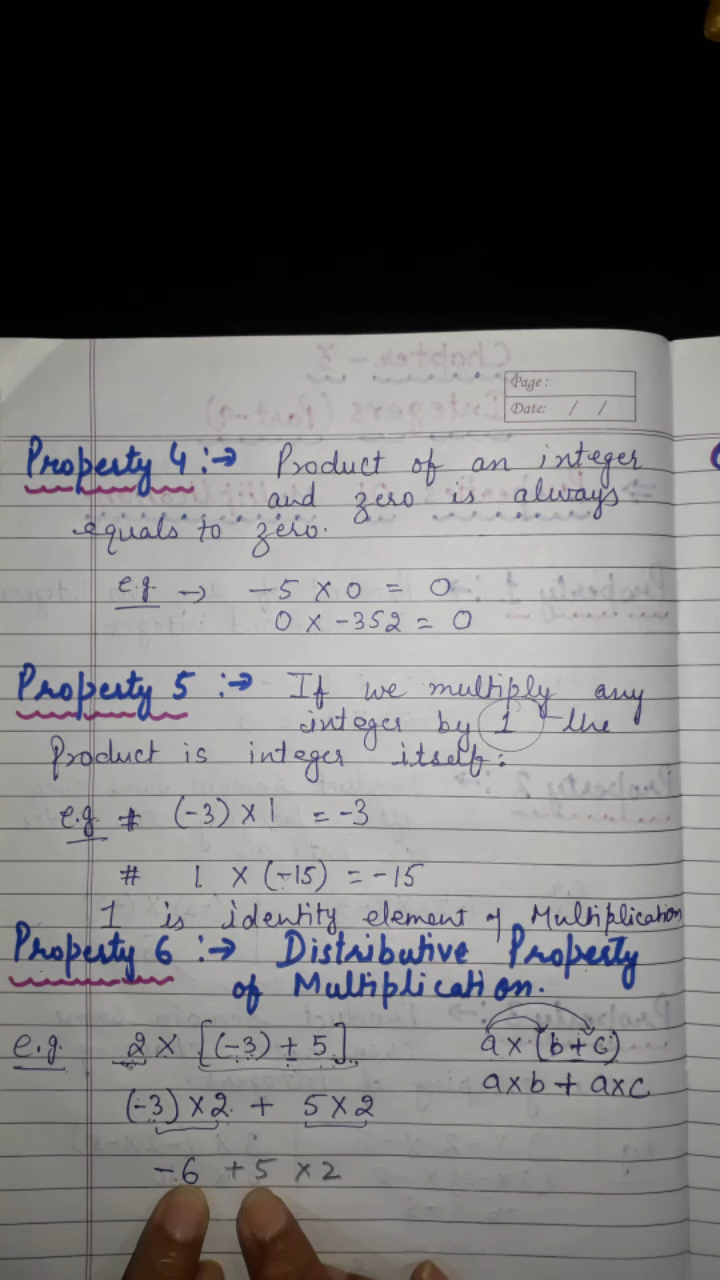 Page:
Date: / /
Property 4 :→ Product of an integer
and zero is always
equals to zero.
e.g. → -5 × 0 = 0
0 × -352 = 0
Property 5 :→ If we multiply any
integer by 1 the
Product is integer itself.
e.g. # (-3) × 1 = -3
# 1 × (-15) = -15
1 is identity element of Multiplication
Property 6 :→ Distributive Property
of Multiplication.
e.g. 2 × [(-3) + 5]
a × (b + c)
a×b + a×c
(-3) × 2 + 5 × 2
-6 + 5 × 2